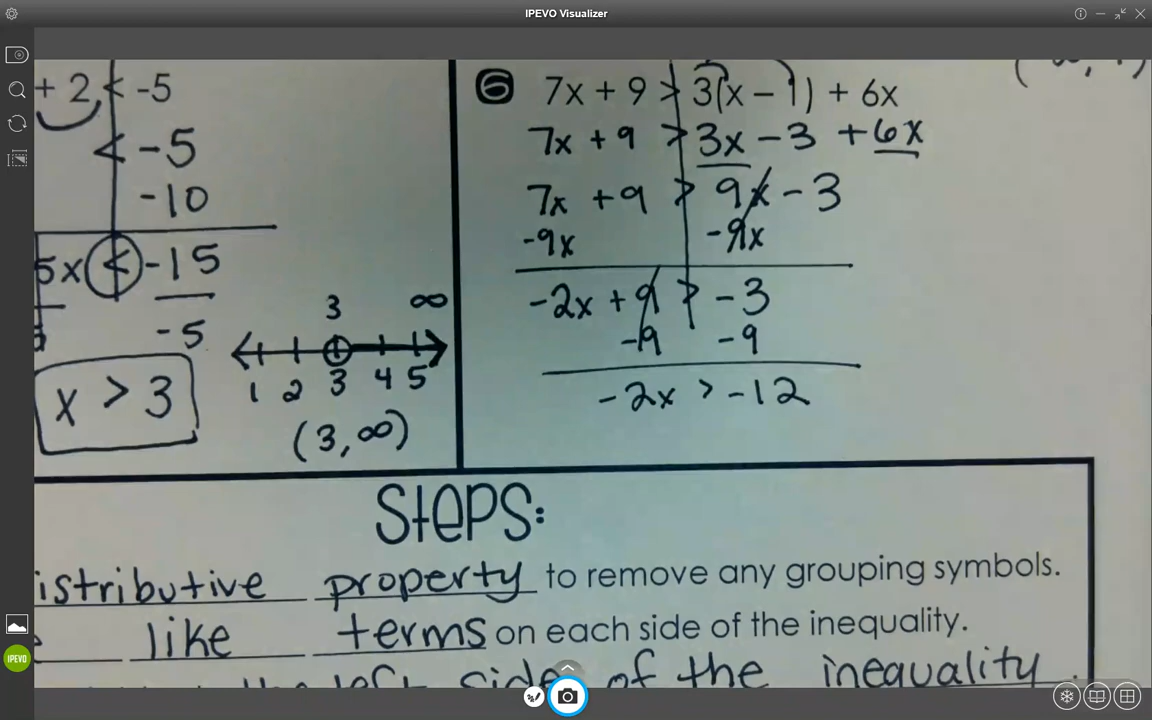 IPEVO Visualizer
+ 2 < -5
< -5
-10
5x < -15
-5
x > 3
3 ∞
1 2 3 4 5
(3, ∞)
6 7x + 9 > 3(x – 1) + 6x
7x + 9 > 3x - 3 + 6x
7x + 9 > 9x - 3
-9x -9x
-2x + 9 > -3
-9 -9
-2x > -12
STEPS:
istributive property to remove any grouping symbols.
like terms on each side of the inequality.
left side of the inequality.
IPEVO